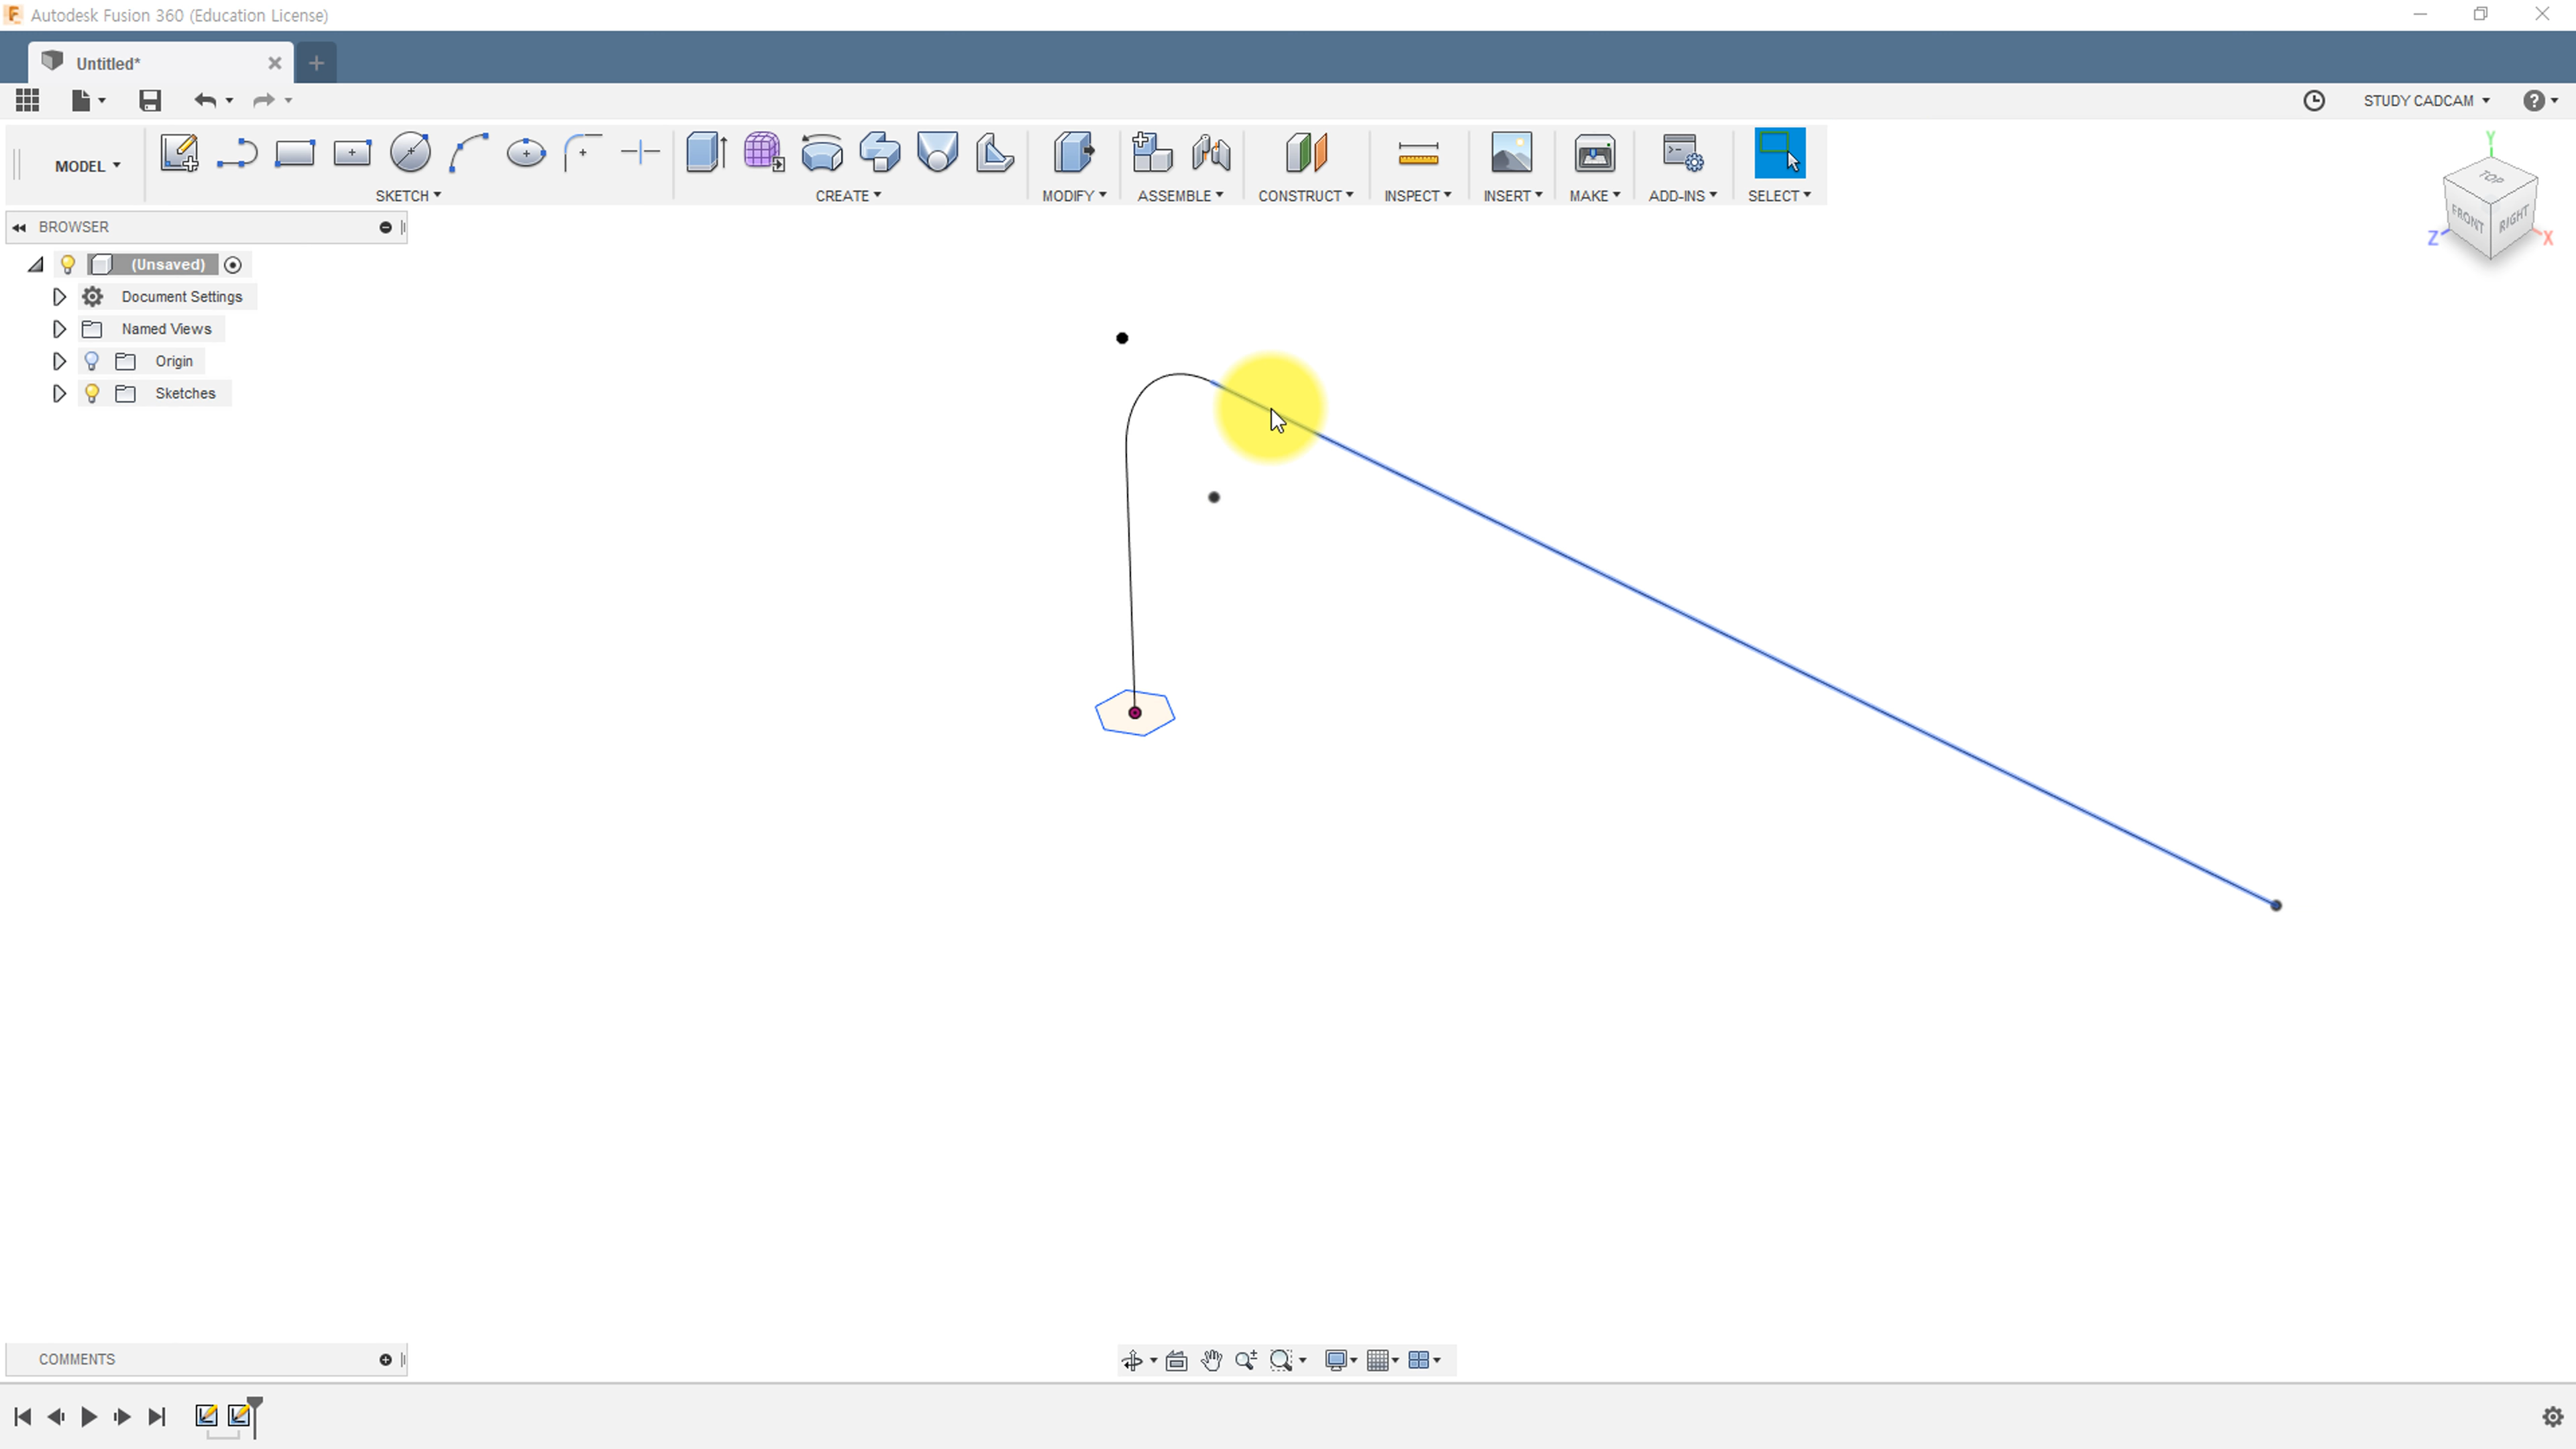 Autodesk Fusion 360 (Education License)
Untitled*
STUDY CADCAM
MODEL
SKETCH CREATE MODIFY ASSEMBLE CONSTRUCT INSPECT INSERT MAKE ADD-INS SELECT
BROWSER
(Unsaved)
Document Settings
Named Views
Origin
Sketches
Y
TOP
FRONT RIGHT
Z X
COMMENTS